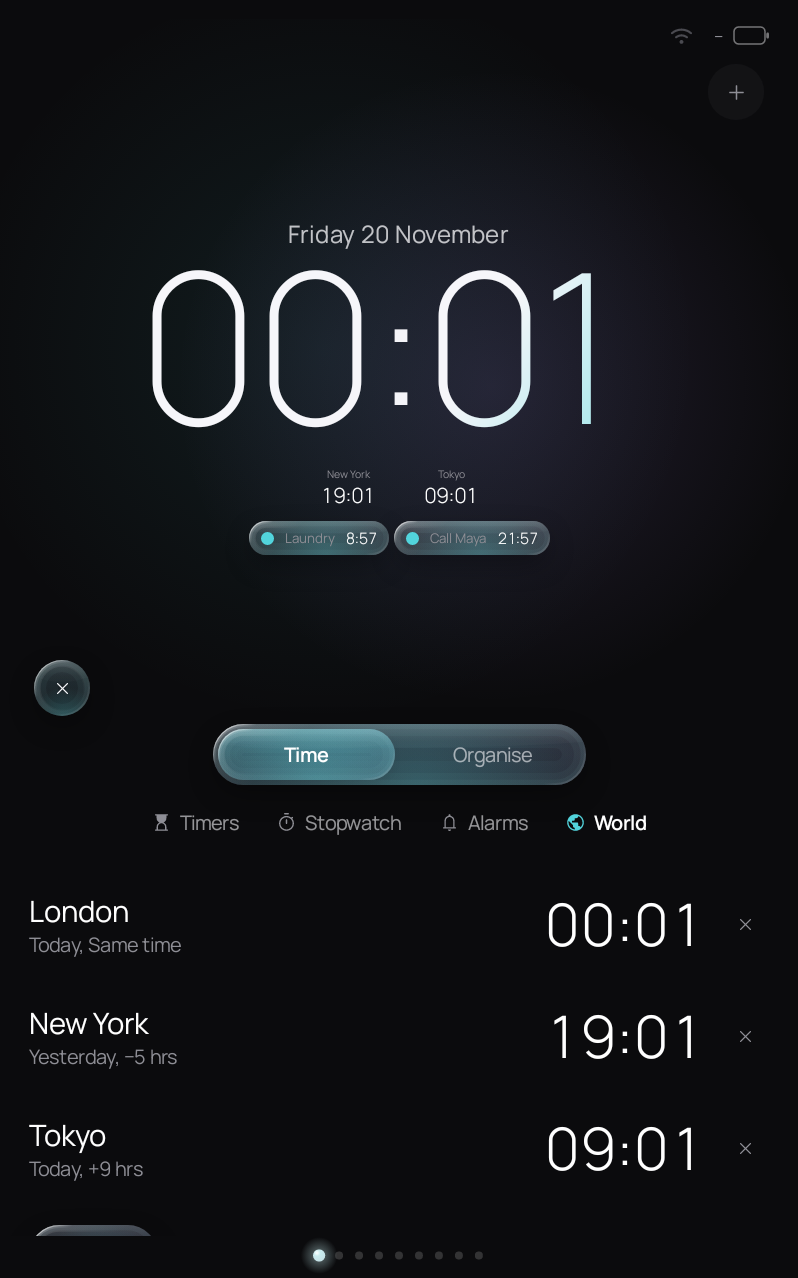 Friday 20 November
00:01
New York Tokyo
19:01 09:01
Laundry 8:57 Call Maya 21:57
Time Organise
Timers Stopwatch Alarms World
London 00:01
Today, Same time
New York 19:01
Yesterday, −5 hrs
Tokyo 09:01
Today, +9 hrs